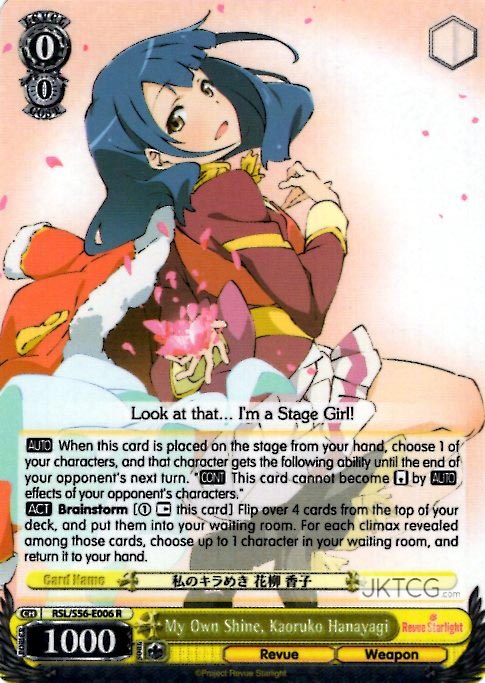 0
0
Look at that... I'm a Stage Girl!
AUTO When this card is placed on the stage from your hand, choose 1 of
your characters, and that character gets the following ability until the end
of your opponent's next turn. "CONT This card cannot become by AUTO
effects of your opponent's characters."
ACT Brainstorm [① this card] Flip over 4 cards from the top of your
deck, and put them into your waiting room. For each climax revealed
among those cards, choose up to 1 character in your waiting room, and
return it to your hand.
Card Name 私のキラめき 花柳 香子
JKTCG.com
CH RSL/S56-E006 R
1000
My Own Shine, Kaoruko Hanayagi
Revue Starlight
Revue Weapon
©Project Revue Starlight